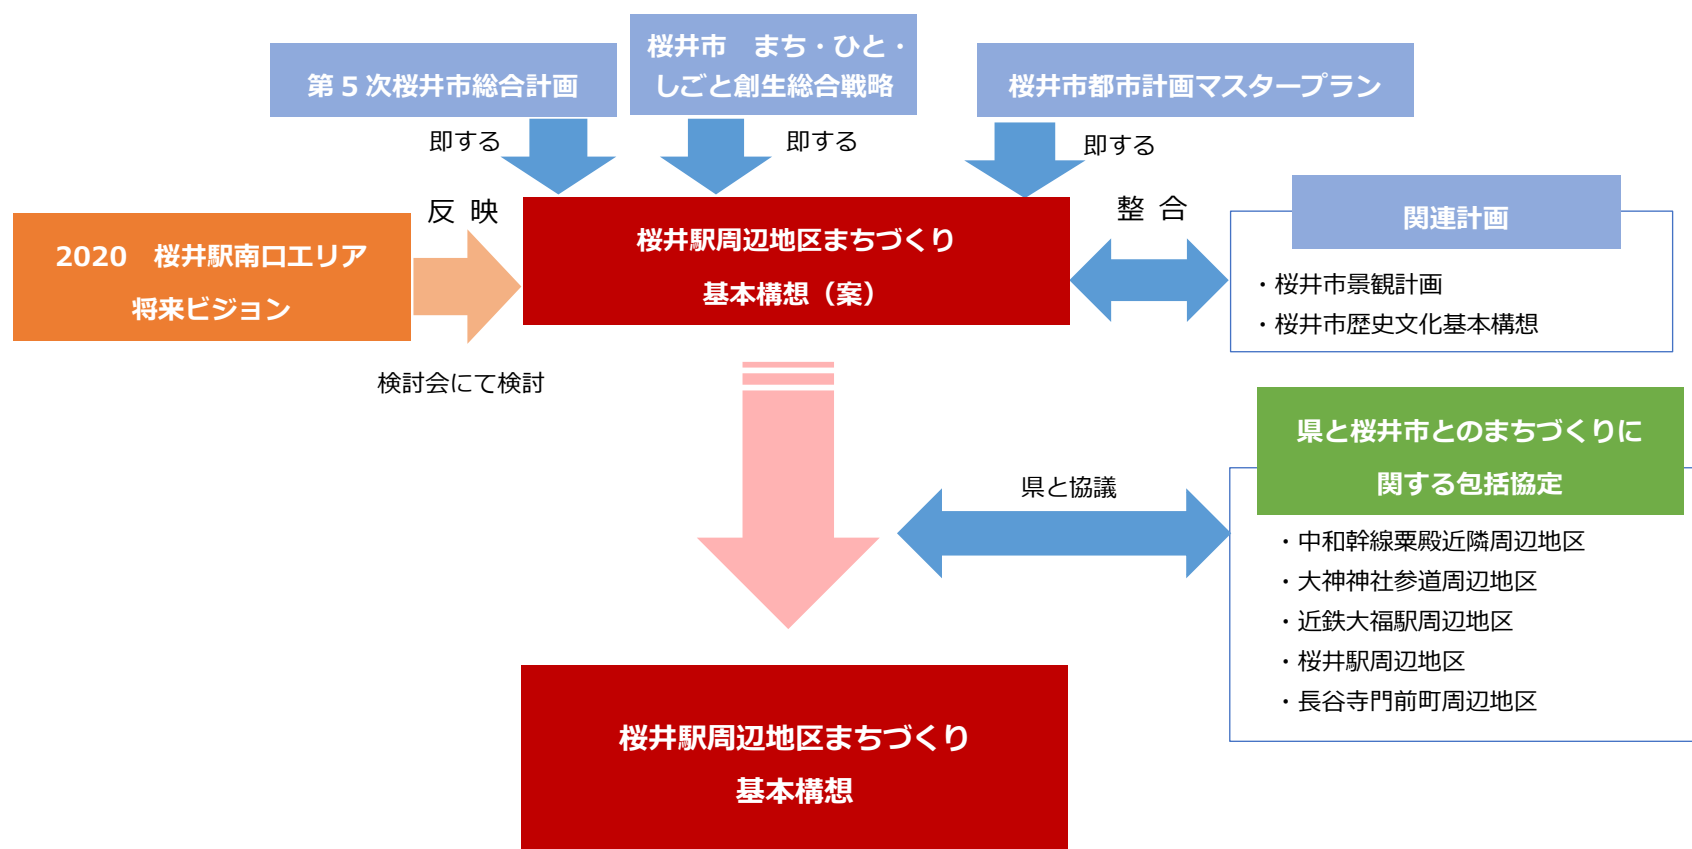 第５次桜井市総合計画
桜井市　まち・ひと・
しごと創生総合戦略
桜井市都市計画マスタープラン
即する
即する
即する
反 映
整 合
2020　桜井駅南口エリア
将来ビジョン
桜井駅周辺地区まちづくり
基本構想（案）
関連計画
・桜井市景観計画
・桜井市歴史文化基本構想
検討会にて検討
県と桜井市とのまちづくりに
関する包括協定
県と協議
・中和幹線粟殿近隣周辺地区
・大神神社参道周辺地区
・近鉄大福駅周辺地区
・桜井駅周辺地区
・長谷寺門前町周辺地区
桜井駅周辺地区まちづくり
基本構想